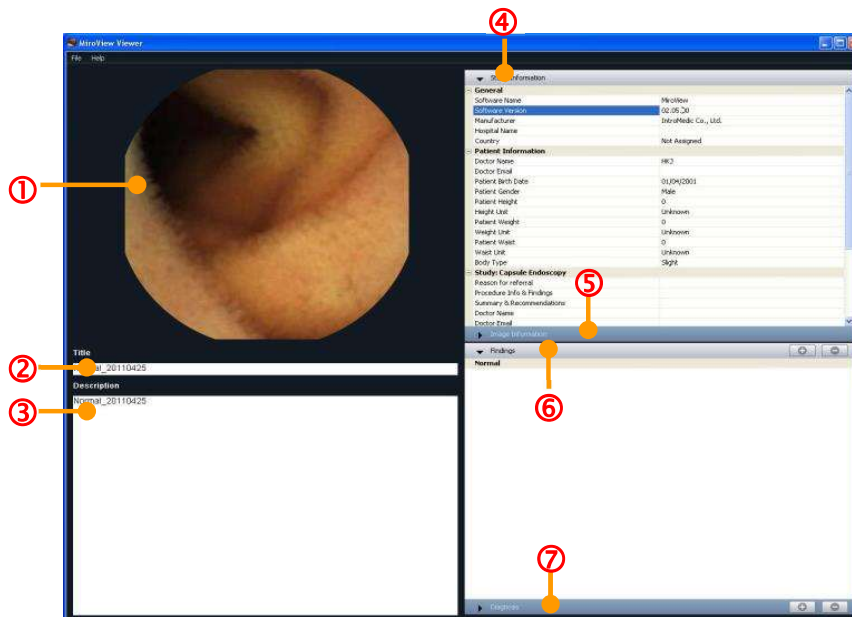 ④
MiroView Viewer
File Help
Information
General
Software Name MiroView
Software Version 02.05.30
Manufacturer IntroMedic Co., Ltd.
Hospital Name
Country Not Assigned
Patient Information
Doctor Name HKJ
Doctor Email
①
Patient Birth Date 01/04/2001
Patient Gender Male
Patient Height 0
Height Unit Unknown
Patient Weight 0
Weight Unit Unknown
Patient Waist 0
Waist Unit Unknown
Body Type Slight
Study: Capsule Endoscopy
Reason for referral
⑤
Procedure Info & Findings
Summary & Recommendations
Doctor Name
Doctor Email
Image Information
Title
Findings
②
Normal_20110425
Normal
Description
③
Normal_20110425
⑥
⑦
Diagnosis